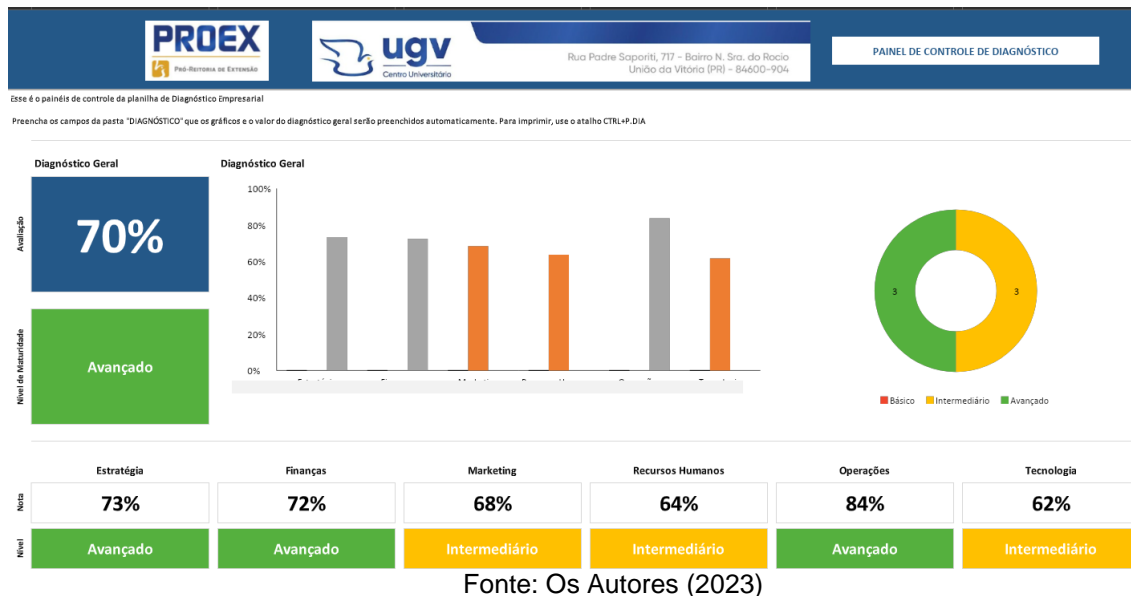 PROEX
PRÓ-REITORIA DE EXTENSÃO
ugv
Centro Universitário
Rua Padre Saporiti, 717 - Bairro N. Sra. do Rocio
União da Vitória (PR) - 84600-904
PAINEL DE CONTROLE DE DIAGNÓSTICO
Esse é o painéis de controle da planilha de Diagnóstico Empresarial
Preencha os campos da pasta "DIAGNÓSTICO" que os gráficos e o valor do diagnóstico geral serão preenchidos automaticamente. Para imprimir, use o atalho CTRL+P.DIA
Diagnóstico Geral
Diagnóstico Geral
Avaliação
70%
Nível de Maturidade
Avançado
100%
80%
60%
40%
20%
0%
3
3
Básico Intermediário Avançado
Estratégia Finanças Marketing Recursos Humanos Operações Tecnologia
Nota
73% 72% 68% 64% 84% 62%
Nível
Avançado Avançado Intermediário Intermediário Avançado Intermediário
Fonte: Os Autores (2023)